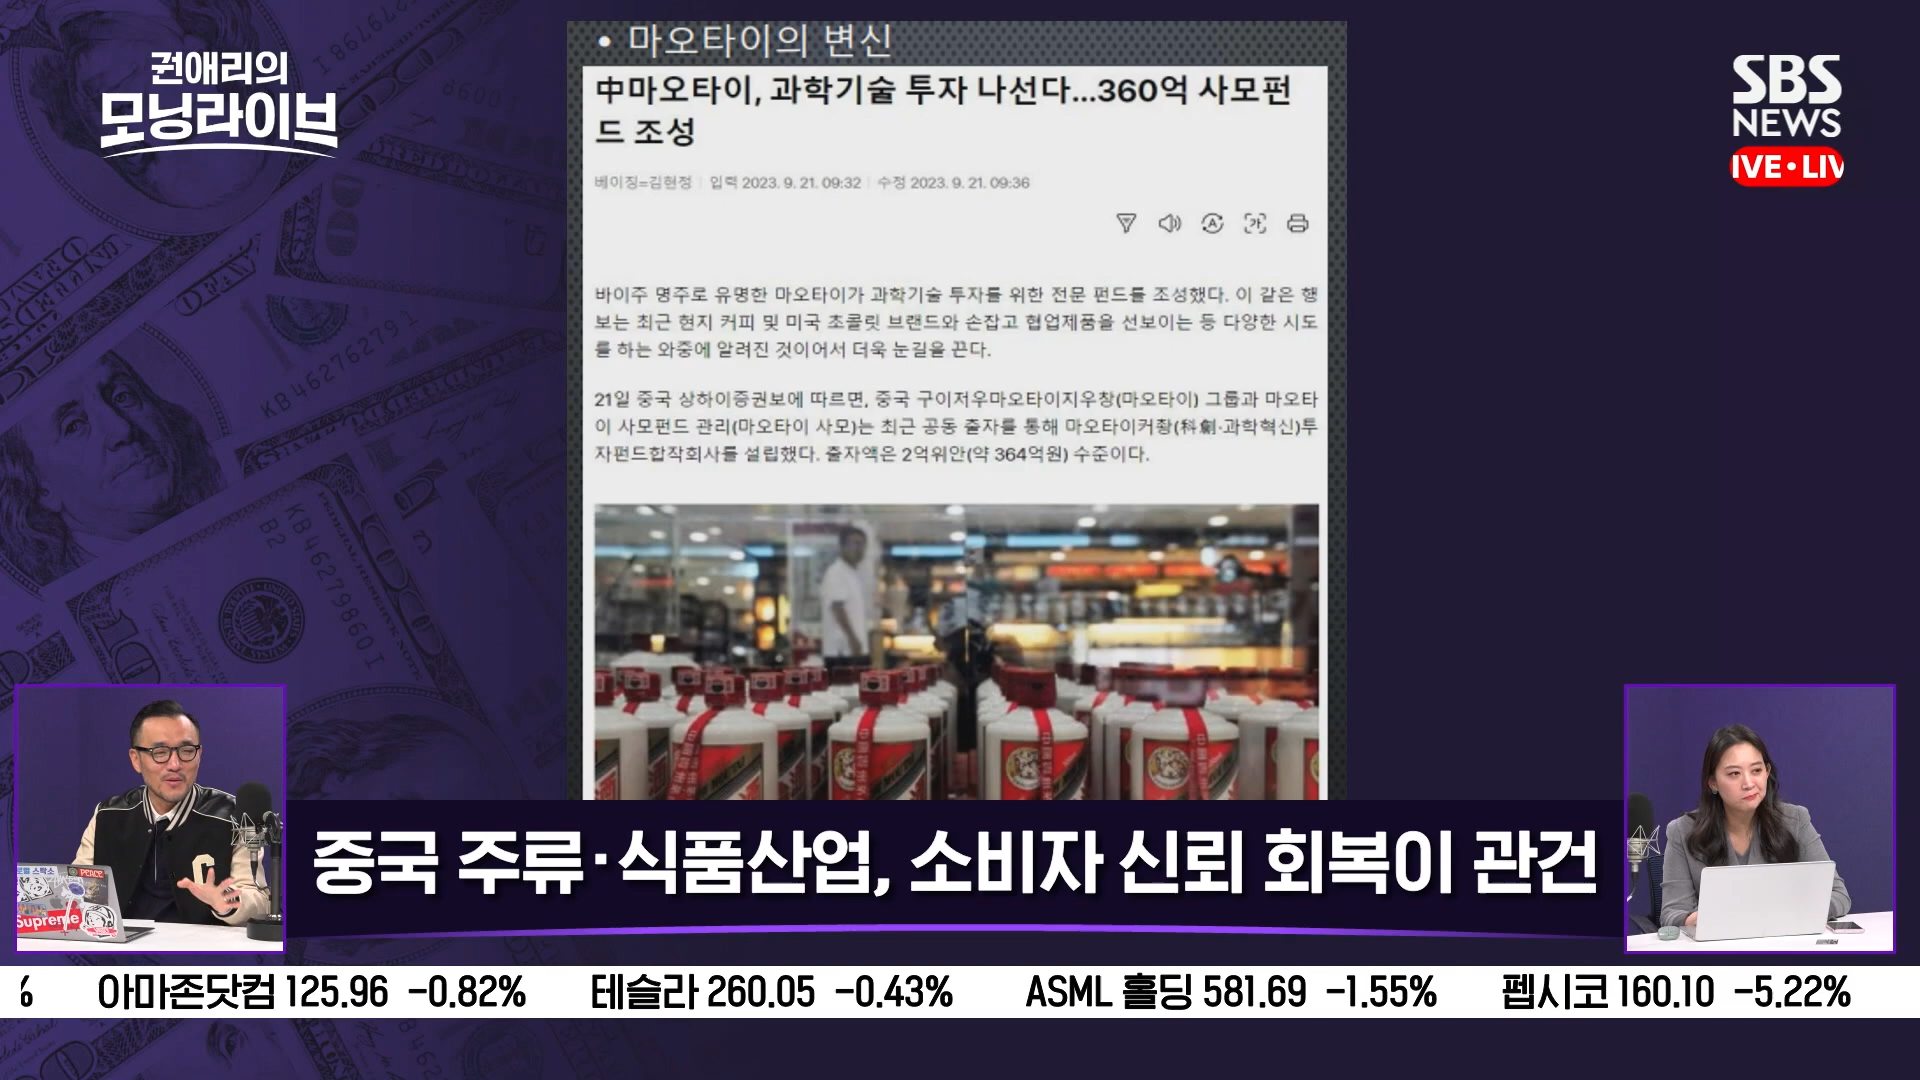 권애리의
모닝라이브
• 마오타이의 변신
中마오타이, 과학기술 투자 나선다...360억 사모펀
드 조성
베이징=김현정 | 입력 2023. 9. 21. 09:32 | 수정 2023. 9. 21. 09:36
바이주 명주로 유명한 마오타이가 과학기술 투자를 위한 전문 펀드를 조성했다. 이 같은 행
보는 최근 현지 커피 및 미국 초콜릿 브랜드와 손잡고 협업제품을 선보이는 등 다양한 시도
를 하는 와중에 알려진 것이어서 더욱 눈길을 끈다.
21일 중국 상하이증권보에 따르면, 중국 구이저우마오타이지우창(마오타이) 그룹과 마오타
이 사모펀드 관리(마오타이 사모)는 최근 공동 출자를 통해 마오타이커촹(科創·과학혁신)투
자펀드합작회사를 설립했다. 출자액은 2억위안(약 364억원) 수준이다.
SBS
NEWS
IVE • LIV
PEACE
Supreme
C
중국 주류·식품산업, 소비자 신뢰 회복이 관건
% 아마존닷컴 125.96 -0.82% 테슬라 260.05 -0.43% ASML 홀딩 581.69 -1.55% 펩시코 160.10 -5.22%
KB46276279
KB46279860 I
B2